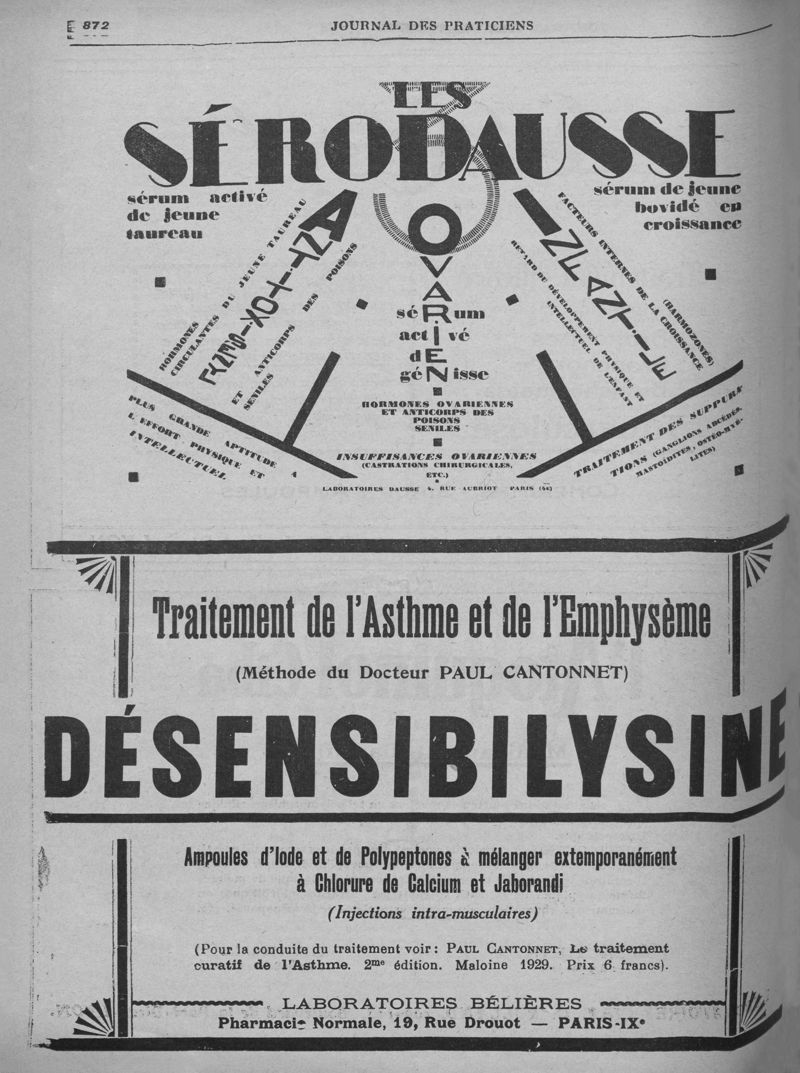 872
JOURNAL DES PRATICIENS
LES
SÉRODAUSSE
sérum activé
de jeune
taureau
sérum de jeune
bovidé en
croissance
HORMONES
CIRCULANTES DU JEUNE TAUREAU
ANTITOXIQUES
ET ANTICORPS DES POISONS
SENILES
OVARIEN
sérum
activé
de
génisse
HORMONES OVARIENNES
ET ANTICORPS DES
POISONS
SENILES
INSUFFISANCES OVARIENNES
(CASTRATIONS CHIRURGICALES,
ETC.)
INFANTILE
FACTEURS INTERNES DE LA CROISSANCE
(HARMOZONES)
RETARD DU DÉVELOPPEMENT PHYSIQUE ET
INTELLECTUEL DE L'ENFANT
PLUS GRANDE APTITUDE A
L'EFFORT PHYSIQUE ET
INTELLECTUEL
TRAITEMENT DES SUPPURA
TIONS (GANGLIONS ABCÉDÉS,
MASTOÏDITES, OSTÉO-MYÉ-
LITES)
LABORATOIRES DAUSSE 4, RUE AUBRIOT PARIS (4e)
Traitement de l'Asthme et de l'Emphysème
(Méthode du Docteur PAUL CANTONNET)
DÉSENSIBILYSINE
Ampoules d'Iode et de Polypeptones à mélanger extemporanément
à Chlorure de Calcium et Jaborandi
(Injections intra-musculaires)
(Pour la conduite du traitement voir : PAUL CANTONNET, Le traitement
curatif de l'Asthme. 2me édition. Maloine 1929. Prix 6 francs).
LABORATOIRES BÉLIÈRES
Pharmacie Normale, 19, Rue Drouot — PARIS-IXe